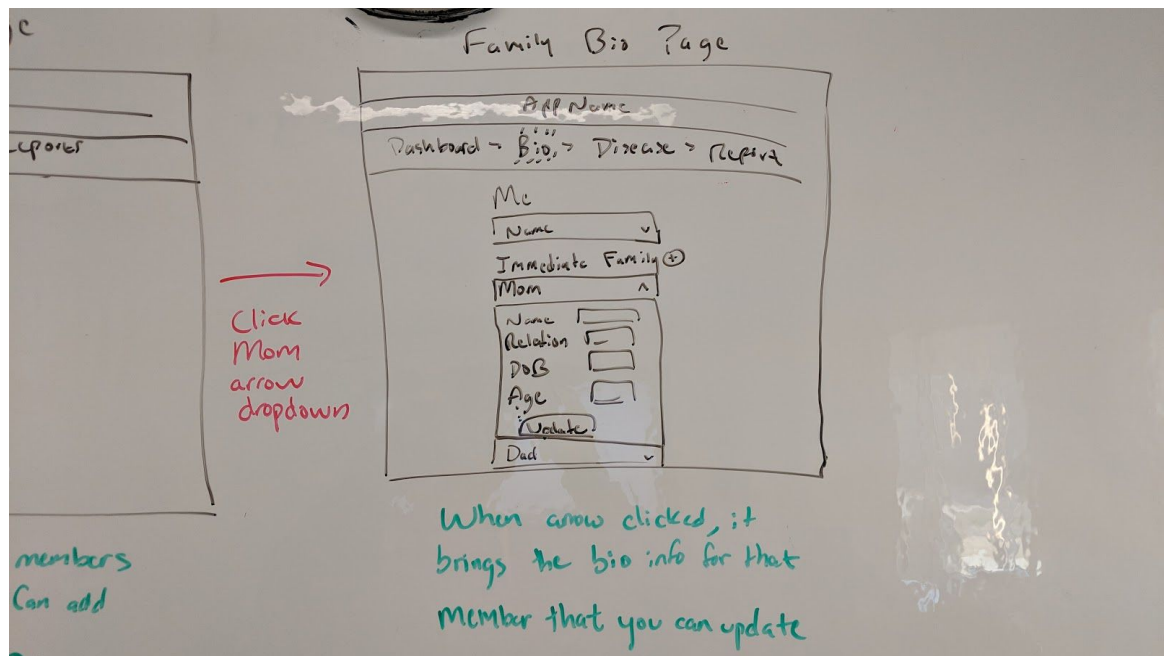 Family Bio Page
App Name
Dashboard > Bio > Disease > Report
Me
Name
Immediate Family +
Mom
Name
Relation
DoB
Age
Update
Dad
Click
Mom
arrow
dropdown
When arrow clicked, it
brings the bio info for that
Member that you can update
members
Can add